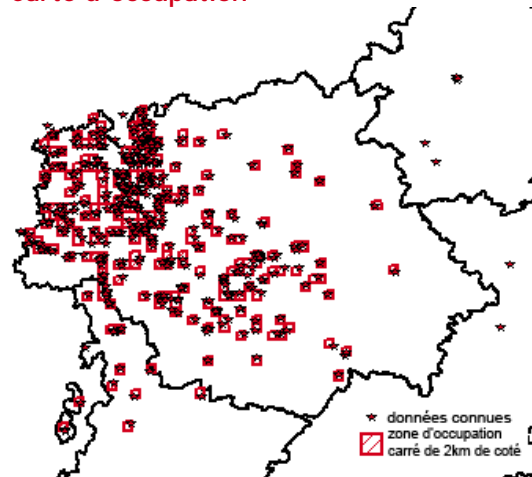 carte d'occupation
données connues
zone d'occupation
carré de 2km de coté